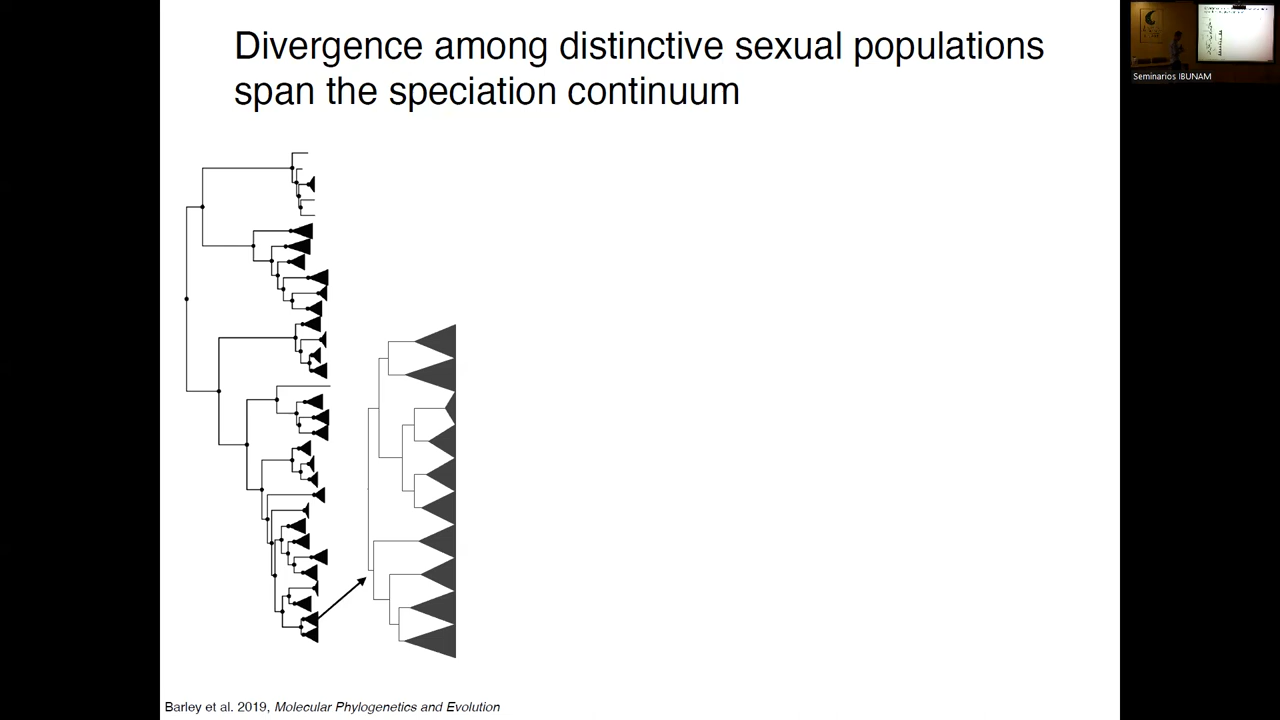 Divergence among distinctive sexual populations
span the speciation continuum
Seminarios IBUNAM
Barley et al. 2019, Molecular Phylogenetics and Evolution